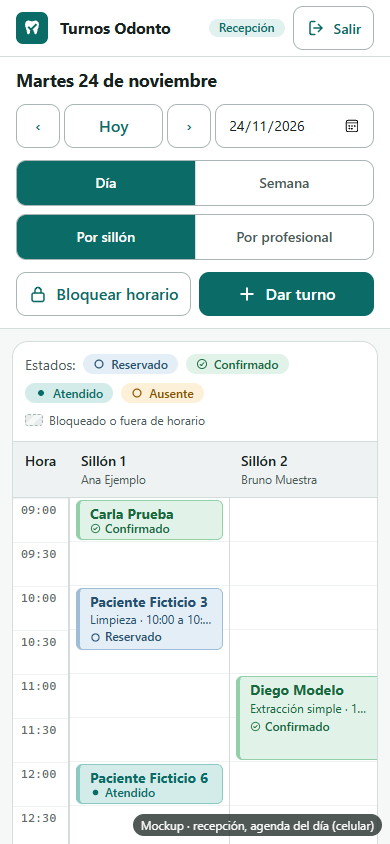 Turnos Odonto
Recepción
Salir
Martes 24 de noviembre
‹
Hoy
›
24/11/2026
Día
Semana
Por sillón
Por profesional
Bloquear horario
+ Dar turno
Estados:
Reservado
Confirmado
Atendido
Ausente
Bloqueado o fuera de horario
Hora
Sillón 1
Ana Ejemplo
Sillón 2
Bruno Muestra
09:00
Carla Prueba
Confirmado
09:30
10:00
Paciente Ficticio 3
Limpieza · 10:00 a 10:...
Reservado
10:30
11:00
Diego Modelo
Extracción simple · 1...
Confirmado
11:30
12:00
Paciente Ficticio 6
Atendido
12:30
Mockup · recepción, agenda del día (celular)